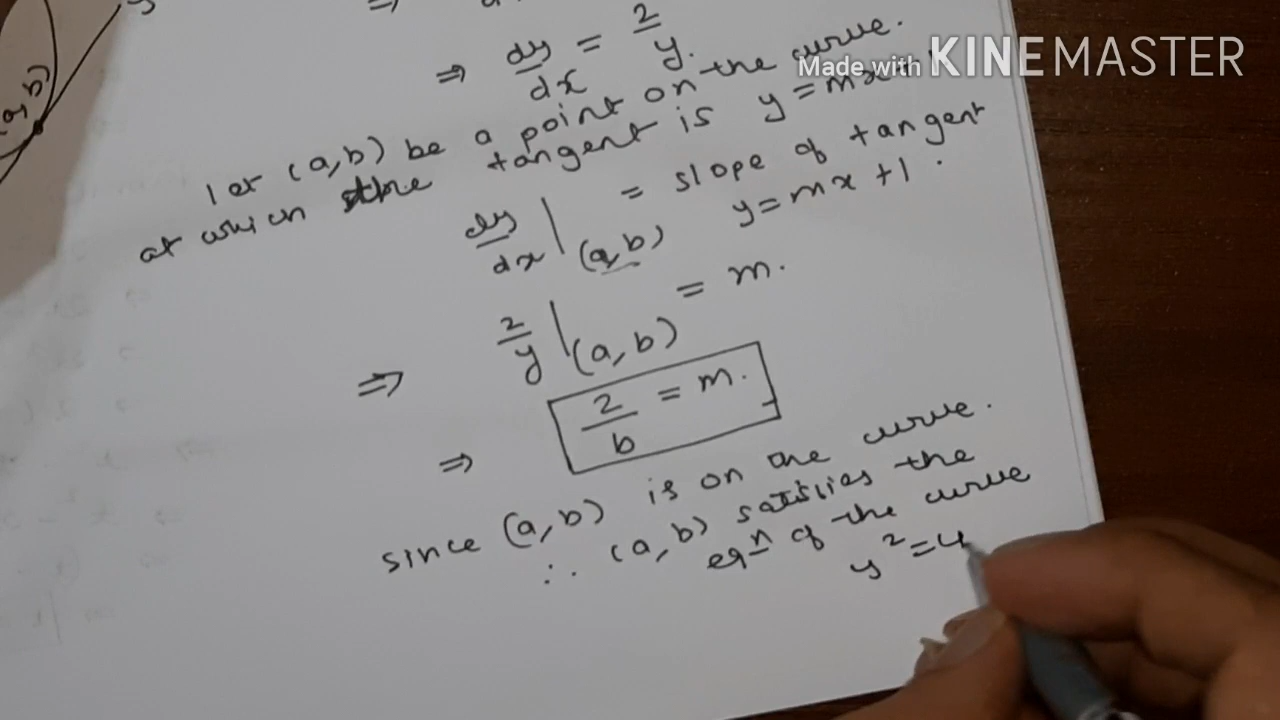 ⇒ dy/dx = 2/y.
Made with KINEMASTER
let (a,b) be a point on the curve.
at which the tangent is y = mx +
dy/dx |(a,b) = slope of tangent
y = mx +1.
⇒ 2/y |(a,b) = m.
⇒ 2/b = m.
since (a,b) is on the curve.
∴ (a,b) satisfies the
eqn of the curve
y² = 4
(a,b)